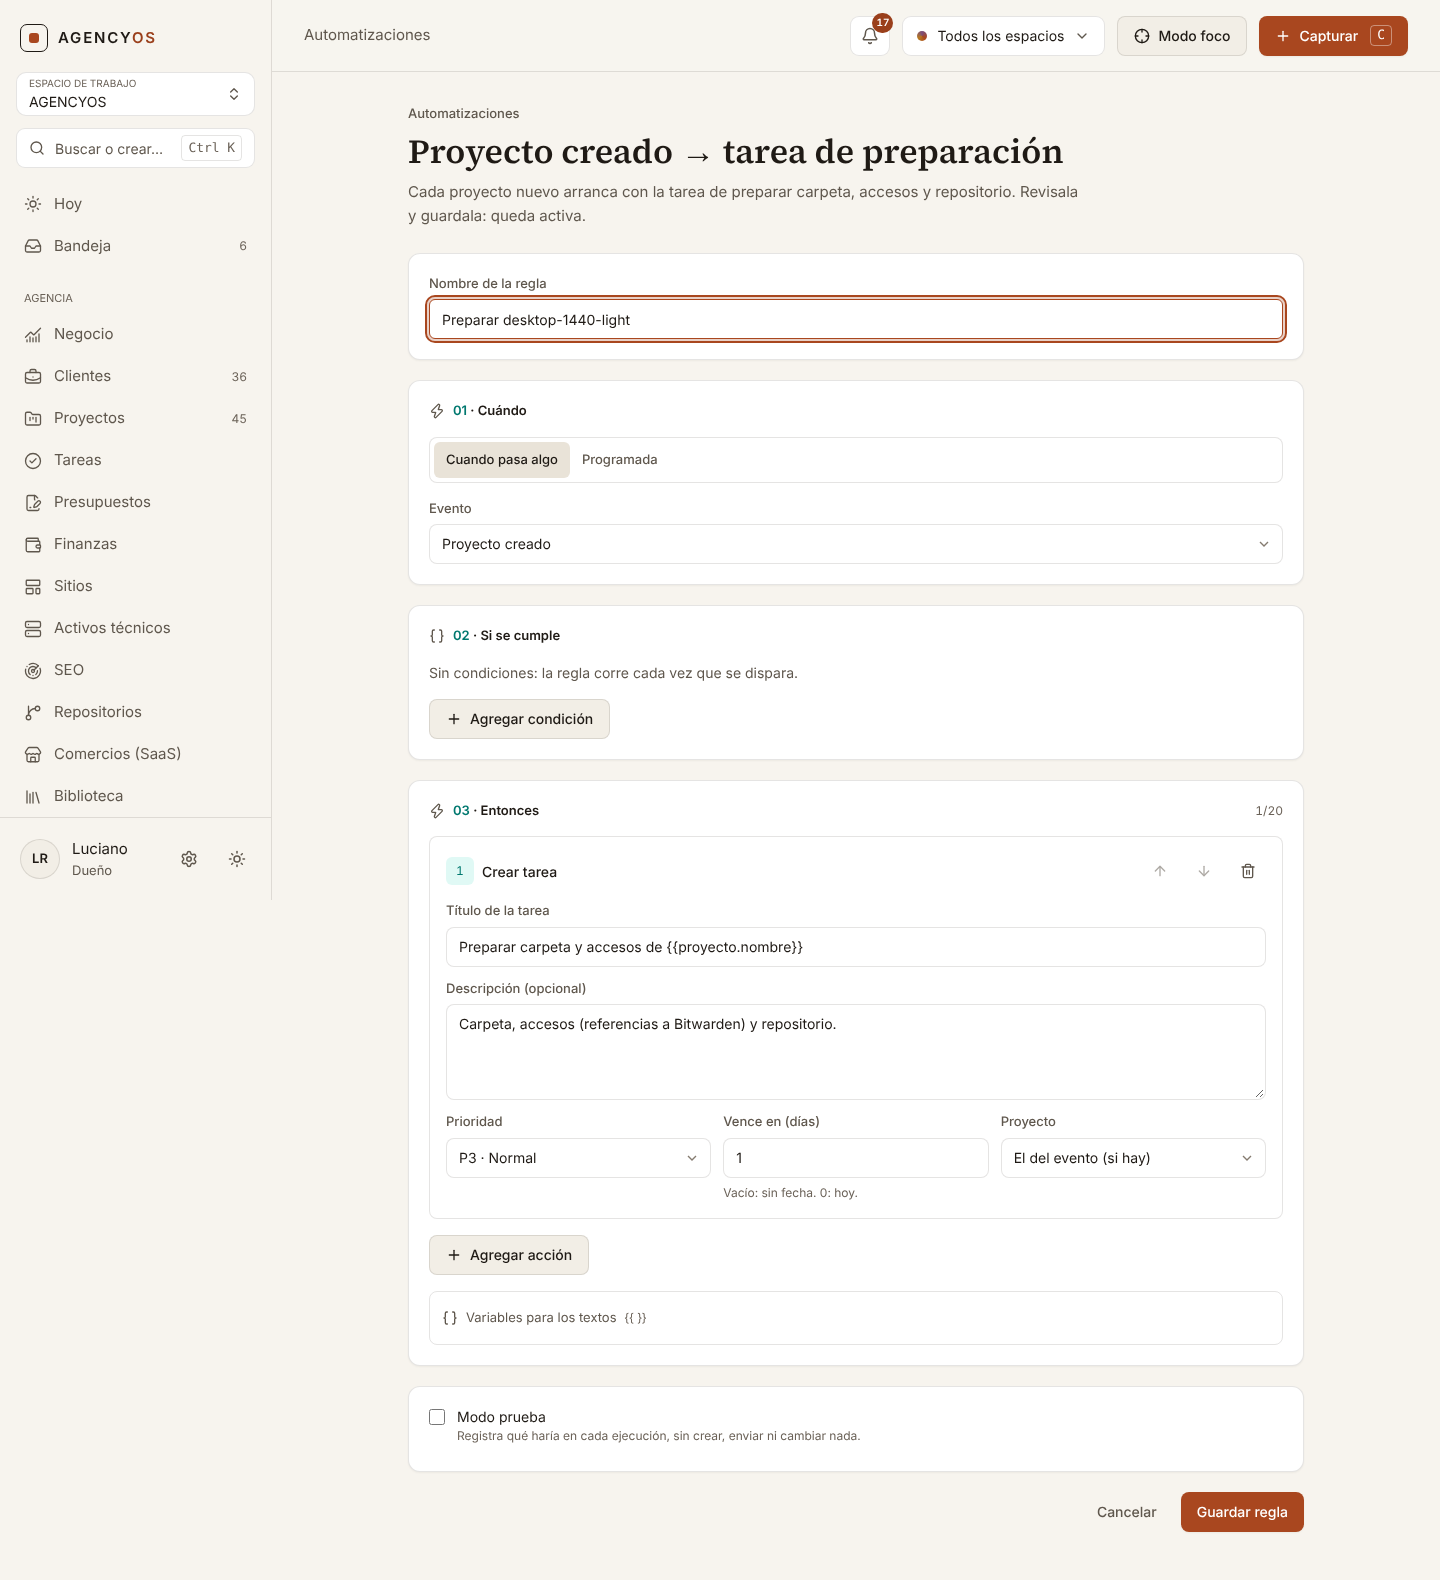 AGENCYOS
ESPACIO DE TRABAJO
AGENCYOS
Buscar o crear... Ctrl K
Hoy
Bandeja 6
AGENCIA
Negocio
Clientes 36
Proyectos 45
Tareas
Presupuestos
Finanzas
Sitios
Activos técnicos
SEO
Repositorios
Comercios (SaaS)
Biblioteca
LR
Luciano
Dueño
Automatizaciones
17
Todos los espacios
Modo foco
Capturar C
Automatizaciones
Proyecto creado → tarea de preparación
Cada proyecto nuevo arranca con la tarea de preparar carpeta, accesos y repositorio. Revisala
y guardala: queda activa.
Nombre de la regla
Preparar desktop-1440-light
01 · Cuándo
Cuando pasa algo Programada
Evento
Proyecto creado
{} 02 · Si se cumple
Sin condiciones: la regla corre cada vez que se dispara.
Agregar condición
03 · Entonces 1/20
1 Crear tarea
Título de la tarea
Preparar carpeta y accesos de {{proyecto.nombre}}
Descripción (opcional)
Carpeta, accesos (referencias a Bitwarden) y repositorio.
Prioridad Vence en (días) Proyecto
P3 · Normal 1 El del evento (si hay)
Vacío: sin fecha. 0: hoy.
Agregar acción
{} Variables para los textos {{ }}
Modo prueba
Registra qué haría en cada ejecución, sin crear, enviar ni cambiar nada.
Cancelar Guardar regla